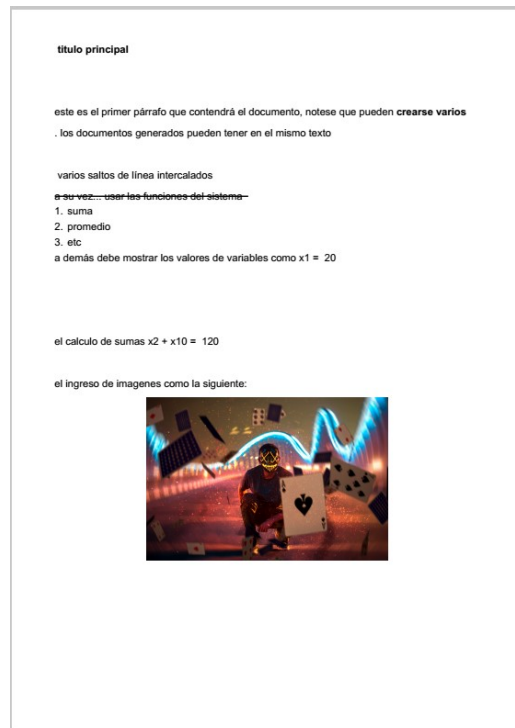 titulo principal
este es el primer párrafo que contendrá el documento, notese que pueden crearse varios
. los documentos generados pueden tener en el mismo texto
varios saltos de línea intercalados
a su vez... usar las funciones del sistema
1. suma
2. promedio
3. etc
a demás debe mostrar los valores de variables como x1 = 20
el calculo de sumas x2 + x10 = 120
el ingreso de imagenes como la siguiente: